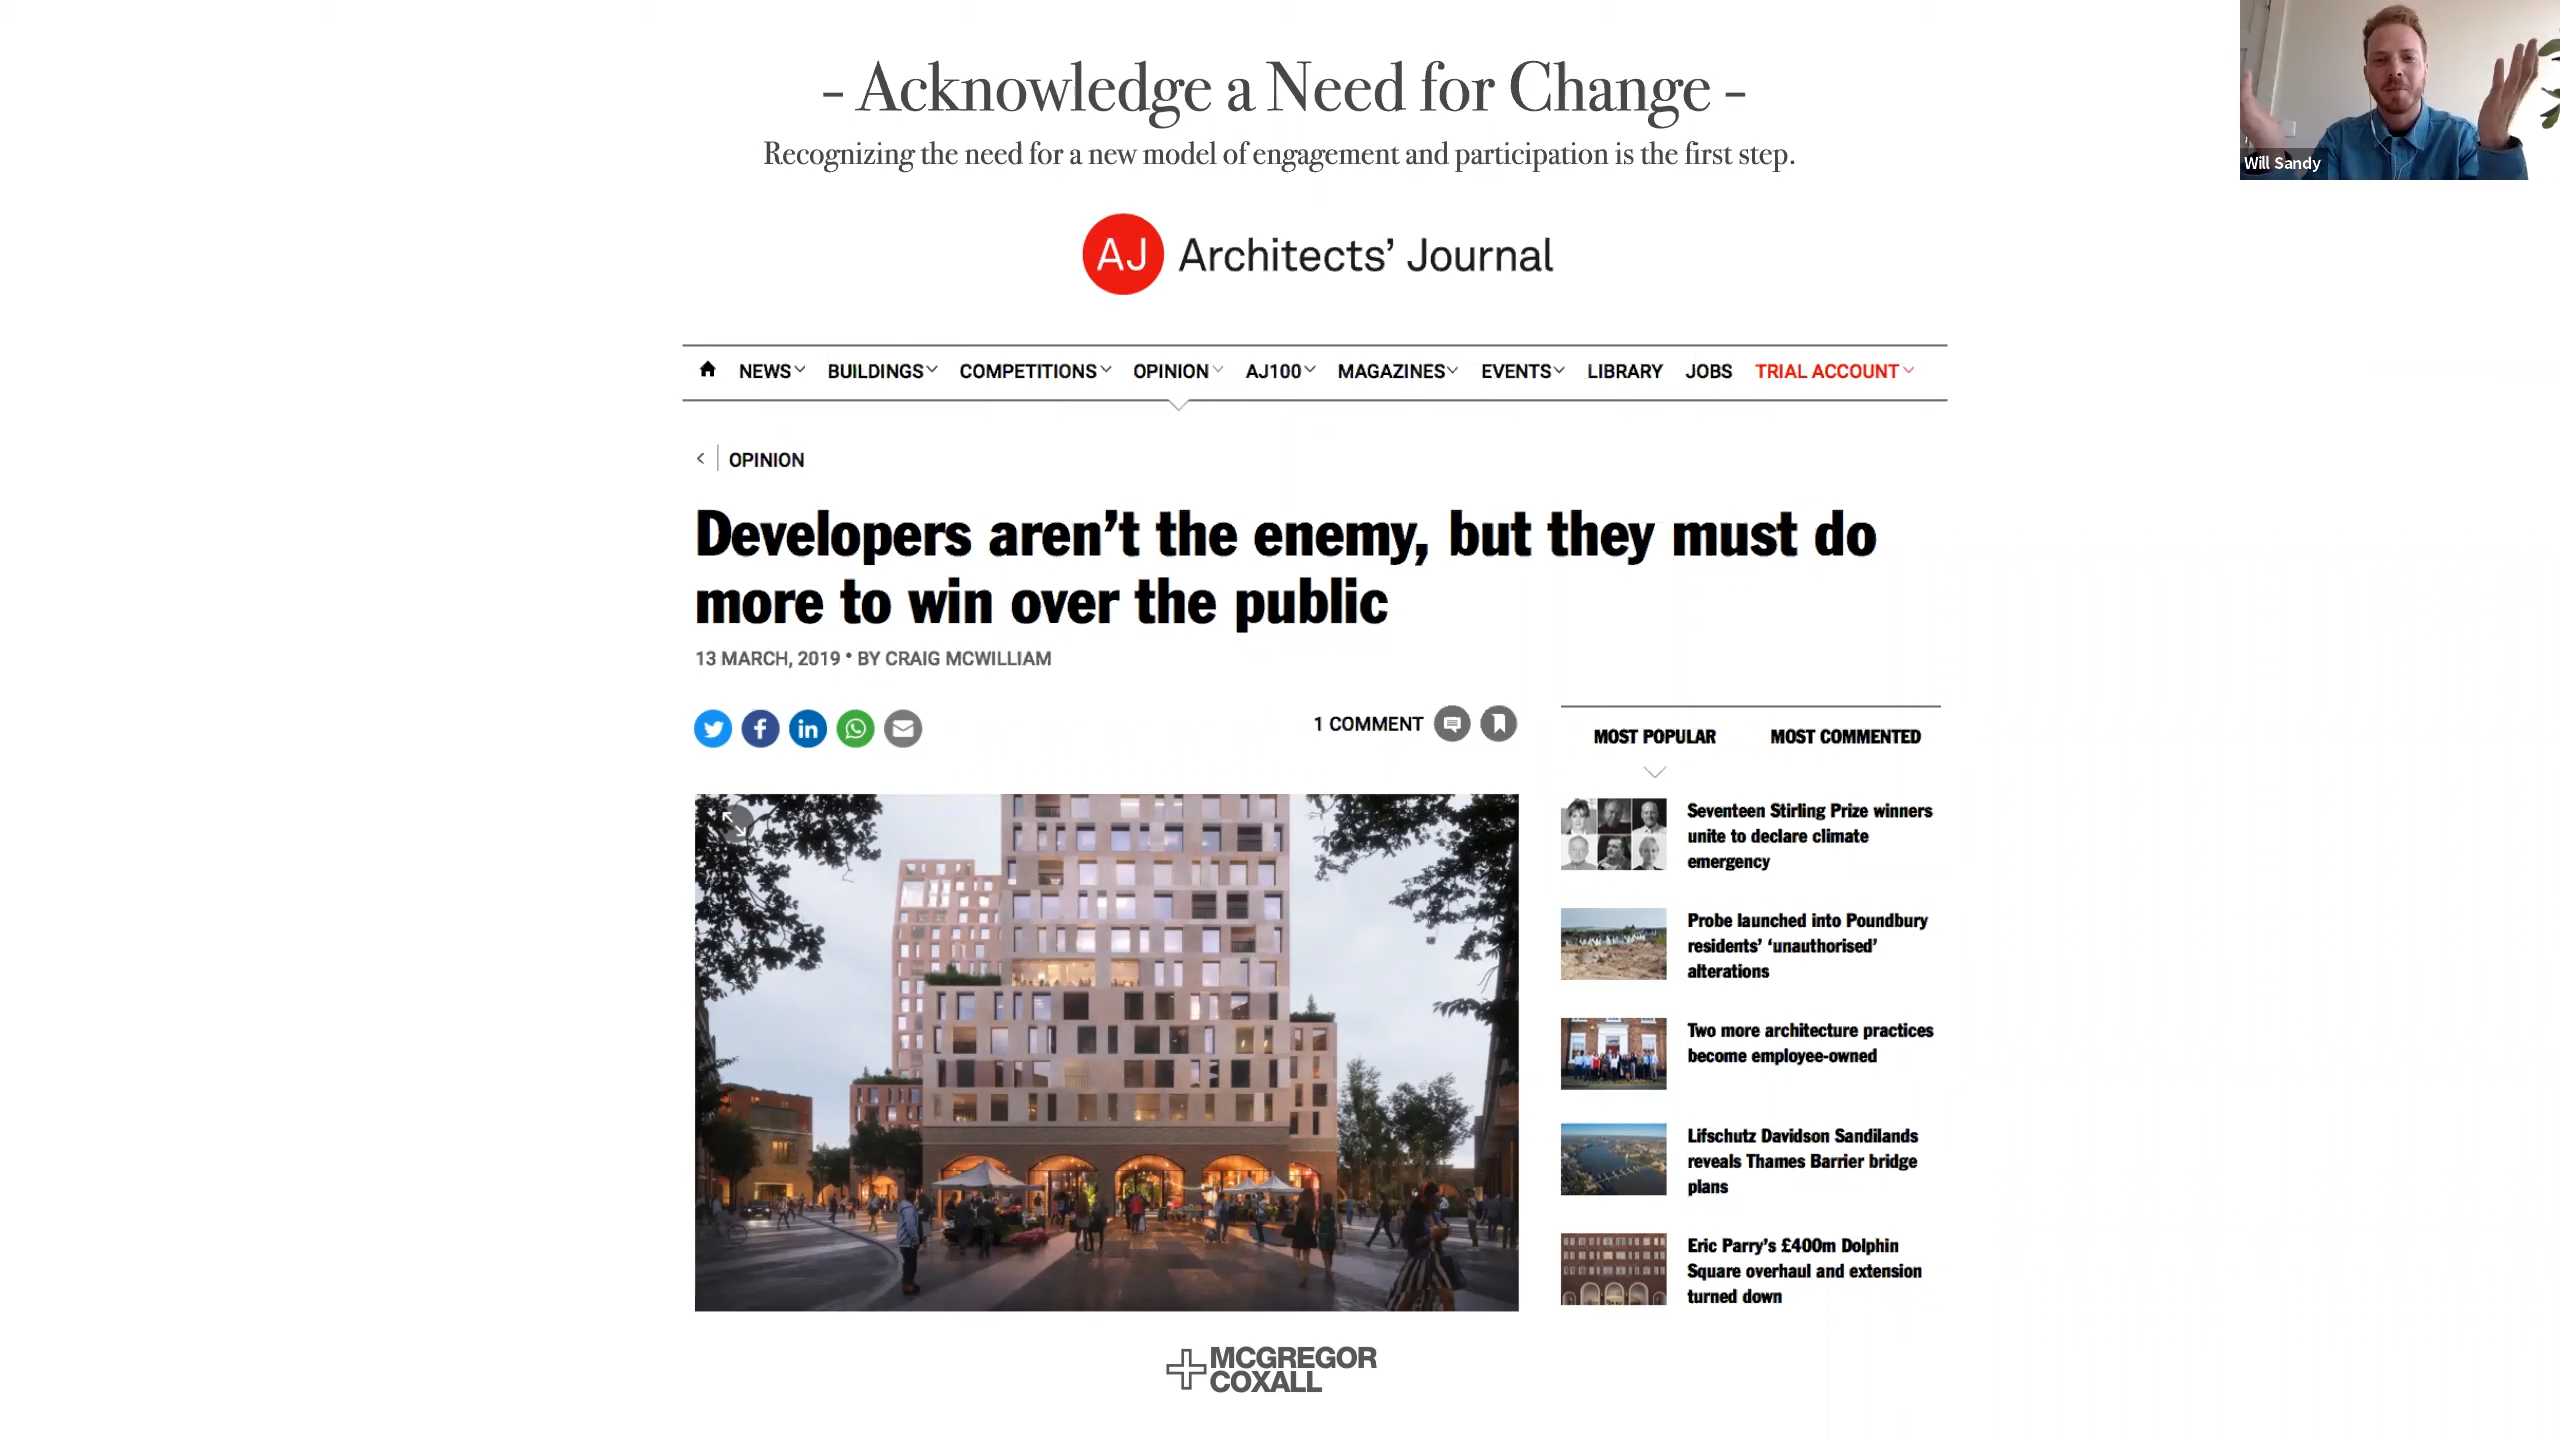 - Acknowledge a Need for Change -
Recognizing the need for a new model of engagement and participation is the first step.
Will Sandy
AJ Architects' Journal
NEWS BUILDINGS COMPETITIONS OPINION AJ100 MAGAZINES EVENTS LIBRARY JOBS TRIAL ACCOUNT
< OPINION
Developers aren't the enemy, but they must do
more to win over the public
13 MARCH, 2019 • BY CRAIG MCWILLIAM
1 COMMENT
MOST POPULAR MOST COMMENTED
Seventeen Stirling Prize winners
unite to declare climate
emergency
Probe launched into Poundbury
residents' 'unauthorised'
alterations
Two more architecture practices
become employee-owned
Lifschutz Davidson Sandilands
reveals Thames Barrier bridge
plans
Eric Parry's £400m Dolphin
Square overhaul and extension
turned down
MCGREGOR
COXALL